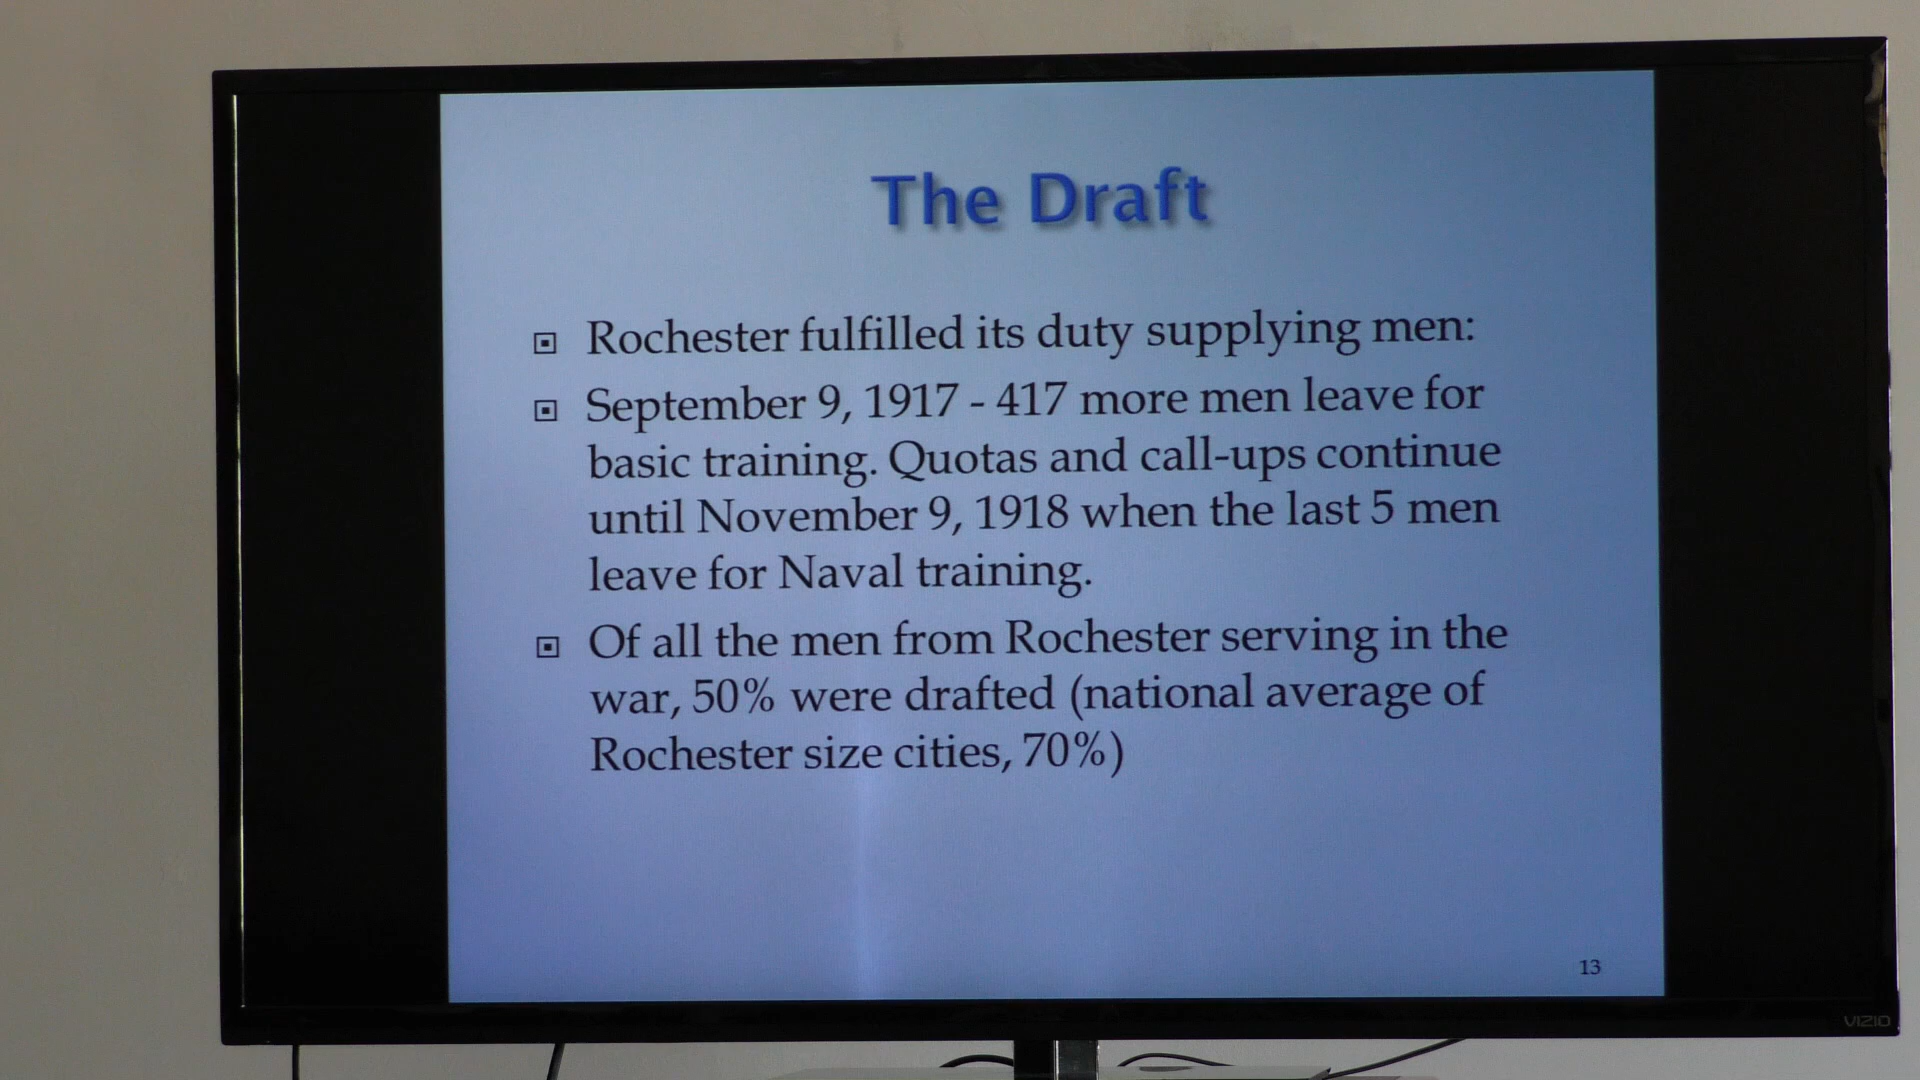 The Draft
Rochester fulfilled its duty supplying men:
September 9, 1917 - 417 more men leave for
basic training. Quotas and call-ups continue
until November 9, 1918 when the last 5 men
leave for Naval training.
Of all the men from Rochester serving in the
war, 50% were drafted (national average of
Rochester size cities, 70%)
13
VIZIO